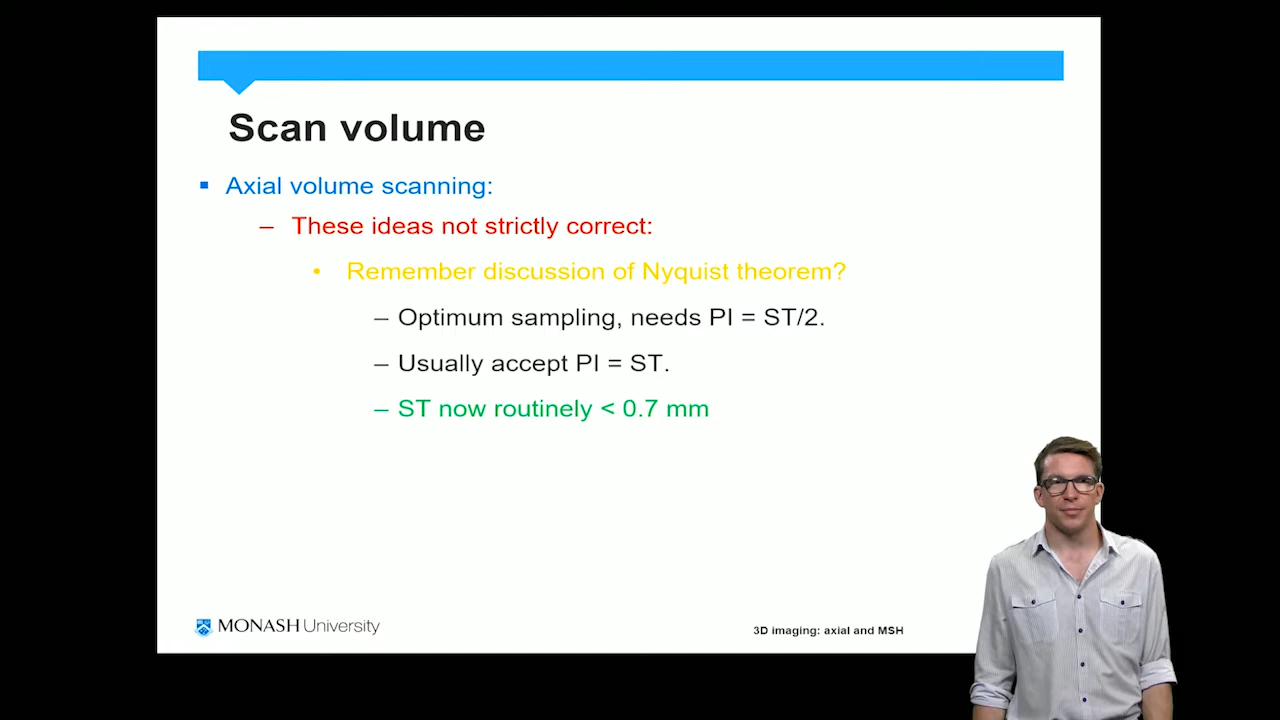 Scan volume
▪ Axial volume scanning:
– These ideas not strictly correct:
• Remember discussion of Nyquist theorem?
– Optimum sampling, needs PI = ST/2.
– Usually accept PI = ST.
– ST now routinely < 0.7 mm
MONASH University
3D imaging: axial and MSH